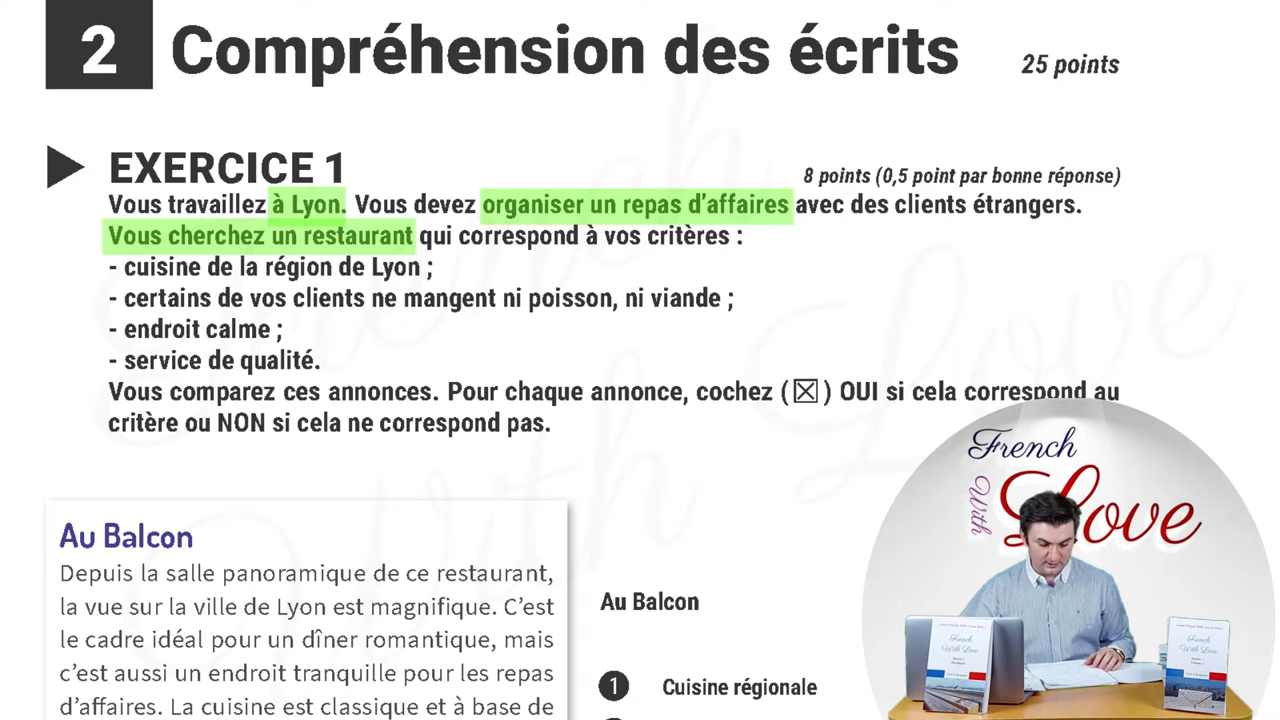 2 Compréhension des écrits 25 points
EXERCICE 1
8 points (0,5 point par bonne réponse)
Vous travaillez à Lyon. Vous devez organiser un repas d'affaires avec des clients étrangers.
Vous cherchez un restaurant qui correspond à vos critères :
- cuisine de la région de Lyon ;
- certains de vos clients ne mangent ni poisson, ni viande ;
- endroit calme ;
- service de qualité.
Vous comparez ces annonces. Pour chaque annonce, cochez (☒) OUI si cela correspond au
critère ou NON si cela ne correspond pas.
Au Balcon
Depuis la salle panoramique de ce restaurant,
la vue sur la ville de Lyon est magnifique. C'est
le cadre idéal pour un dîner romantique, mais
c'est aussi un endroit tranquille pour les repas
d'affaires. La cuisine est classique et à base de
Au Balcon
1 Cuisine régionale
French
With
Love
French
With Love
French
With Love
French With Love